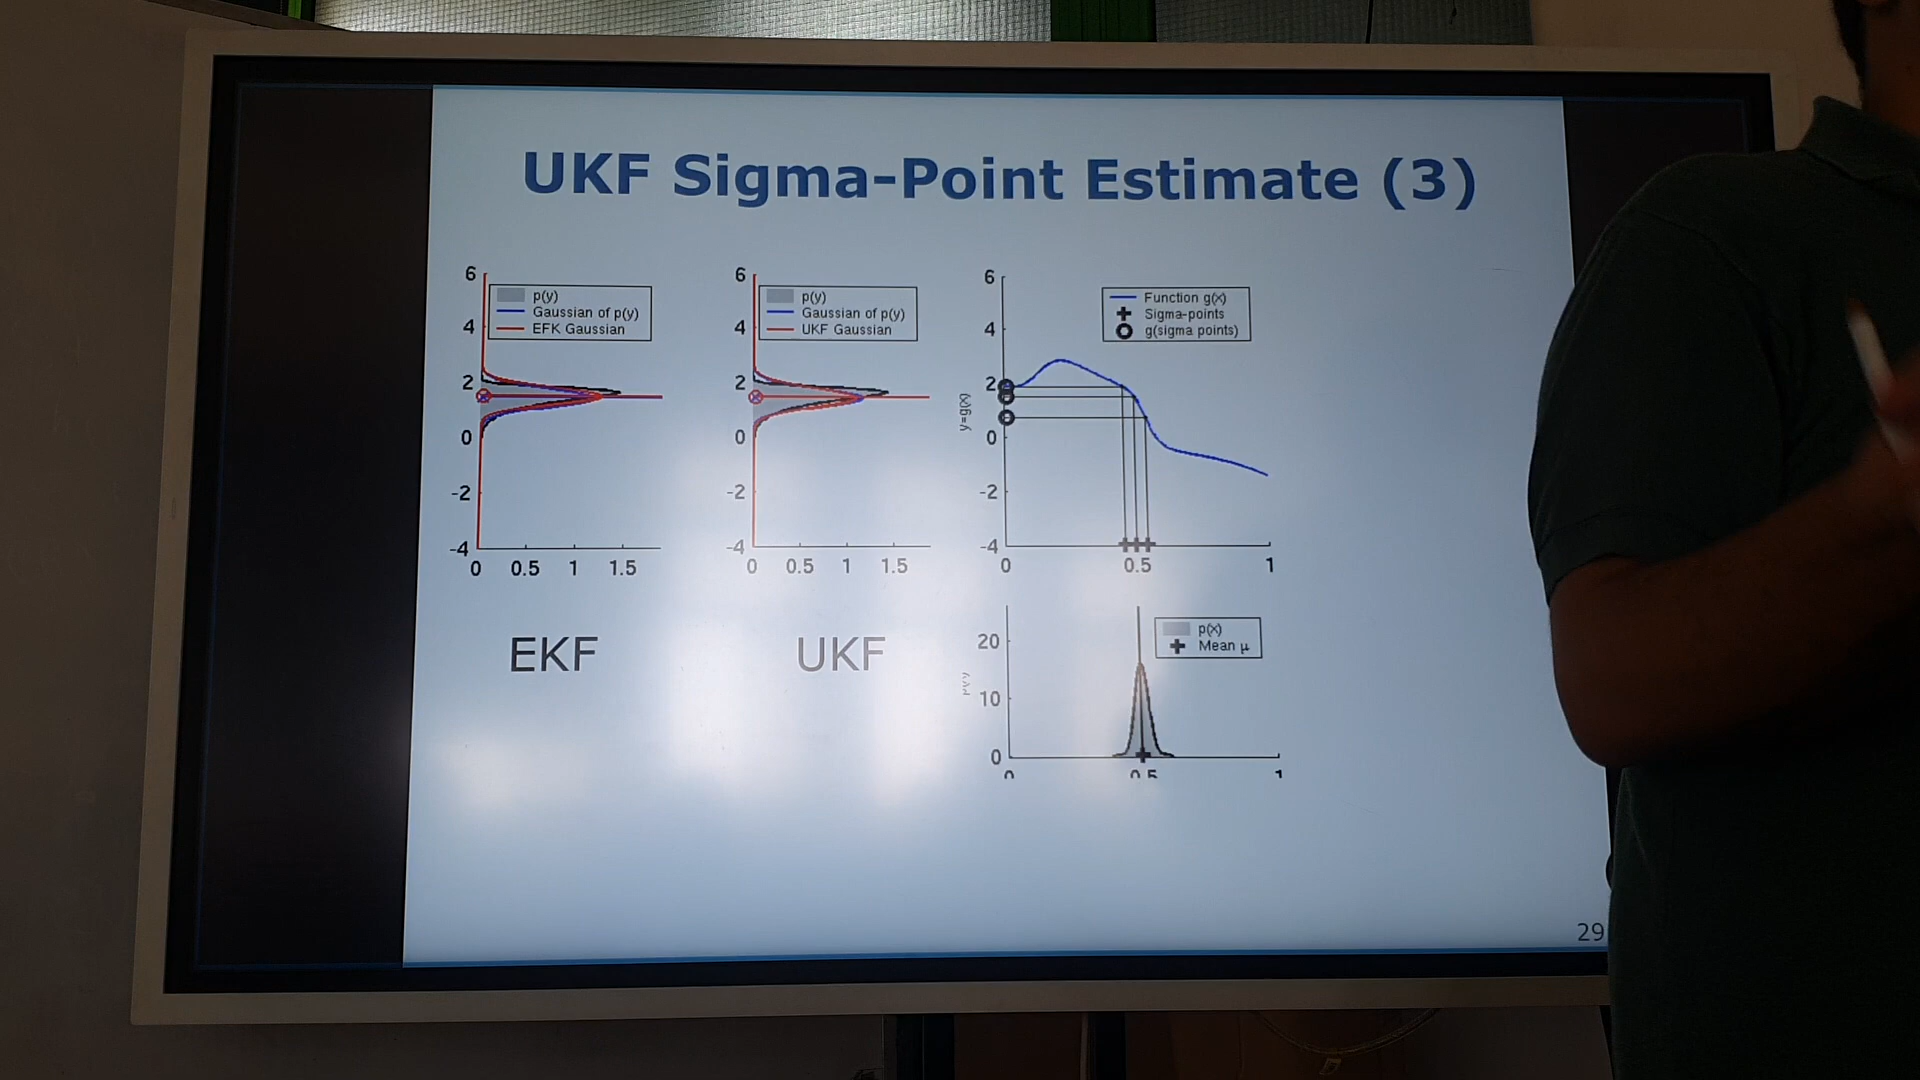 UKF Sigma-Point Estimate (3)
6
4
2
0
-2
-4
0 0.5 1 1.5
p(y)
Gaussian of p(y)
EFK Gaussian
EKF
6
4
2
0
-2
-4
0 0.5 1 1.5
p(y)
Gaussian of p(y)
UKF Gaussian
UKF
6
4
2
0
-2
-4
y=g(x)
0 0.5 1
Function g(x)
Sigma-points
g(sigma points)
20
10
0
p(x)
Mean μ
0 0.5 1
29